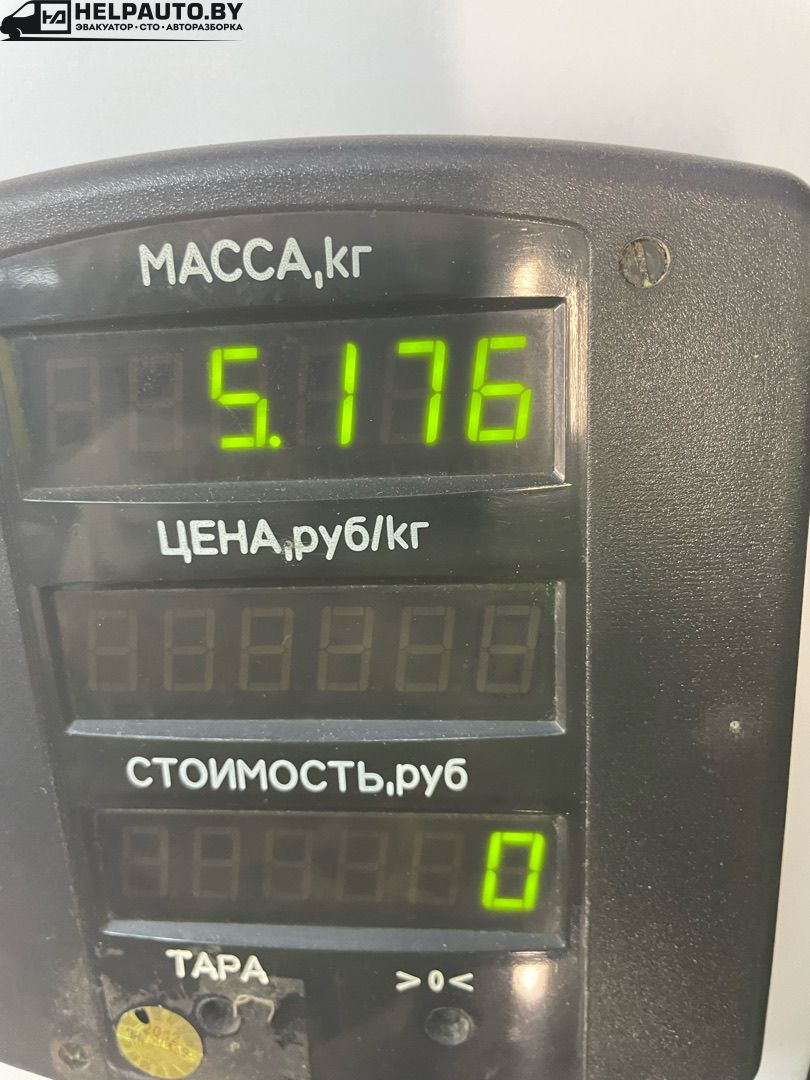 HELPAUTO.BY
ЭВАКУАТОР•СТО•АВТОРАЗБОРКА
МАССА,кг
5.176
ЦЕНА,руб/кг
СТОИМОСТЬ,руб
0
ТАРА
>0<